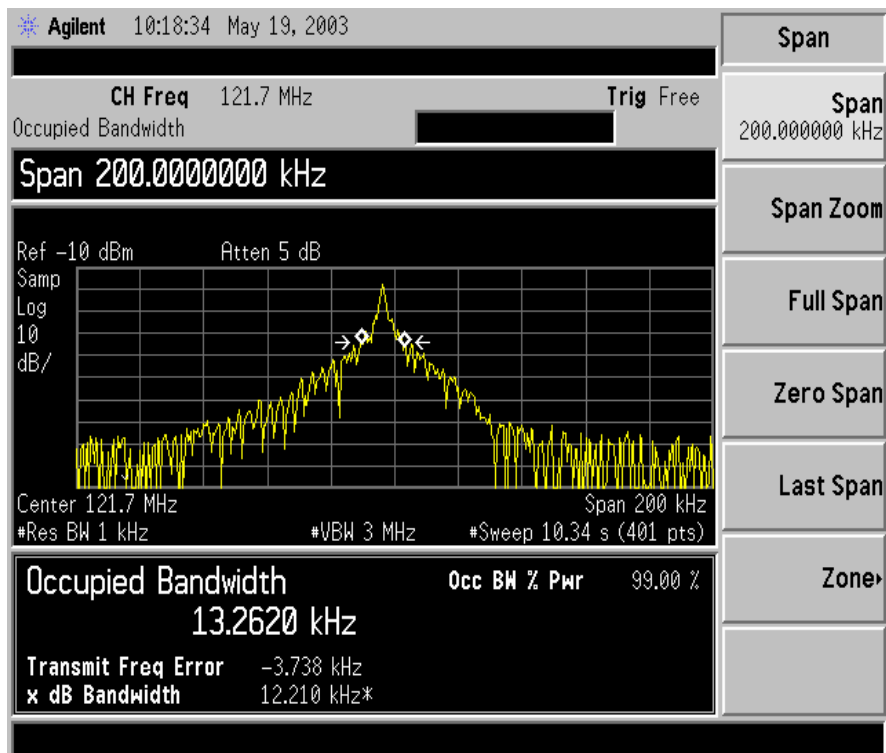 Agilent 10:18:34 May 19, 2003
Span
CH Freq 121.7 MHz Trig Free
Occupied Bandwidth
Span
200.000000 kHz
Span 200.0000000 kHz
Span Zoom
Ref -10 dBm Atten 5 dB
Samp
Log
10
dB/
Full Span
Zero Span
Last Span
Center 121.7 MHz Span 200 kHz
#Res BW 1 kHz #VBW 3 MHz #Sweep 10.34 s (401 pts)
Occupied Bandwidth Occ BW % Pwr 99.00 %
13.2620 kHz
Zone
Transmit Freq Error -3.738 kHz
x dB Bandwidth 12.210 kHz*